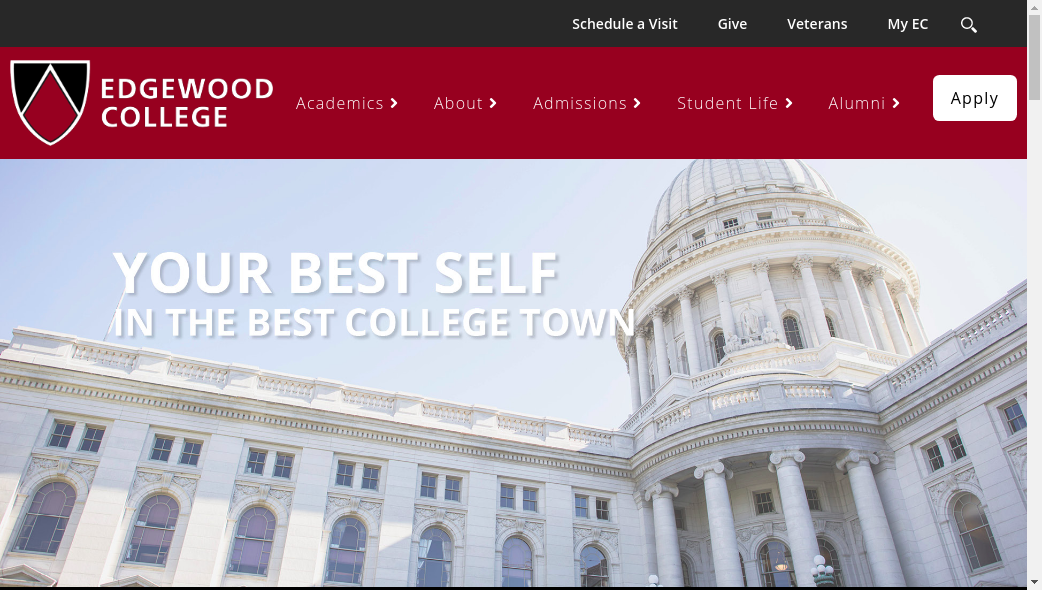 Schedule a Visit Give Veterans My EC
EDGEWOOD
COLLEGE
Academics About Admissions Student Life Alumni Apply
YOUR BEST SELF
IN THE BEST COLLEGE TOWN